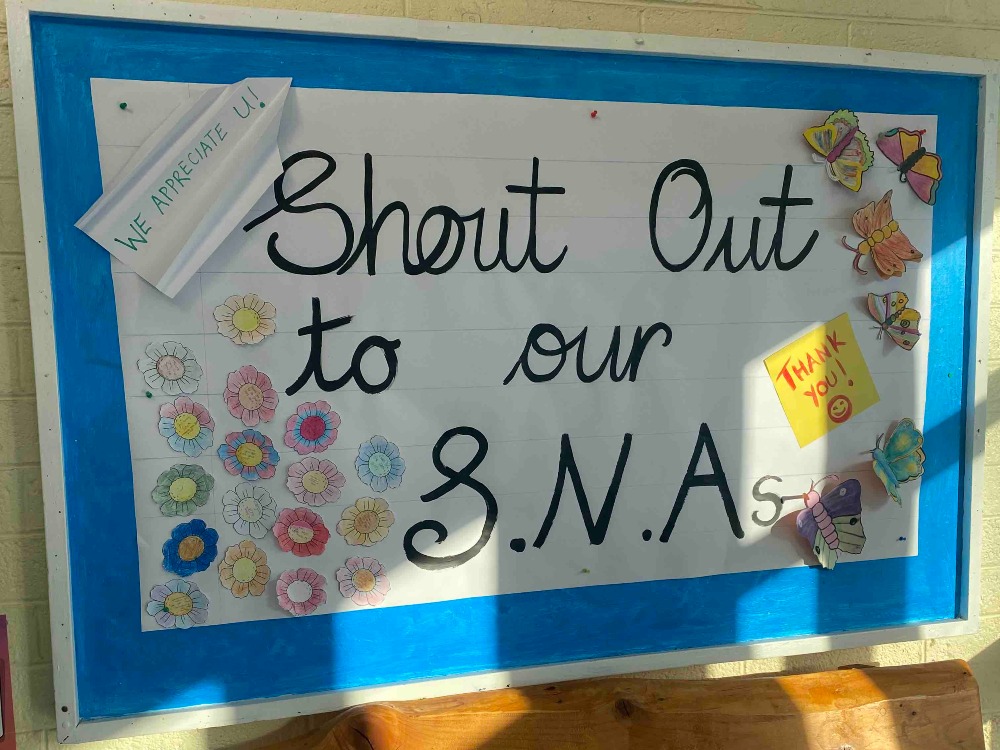 WE APPRECIATE U!
Shout Out
to our
S.N.As
THANK
YOU!